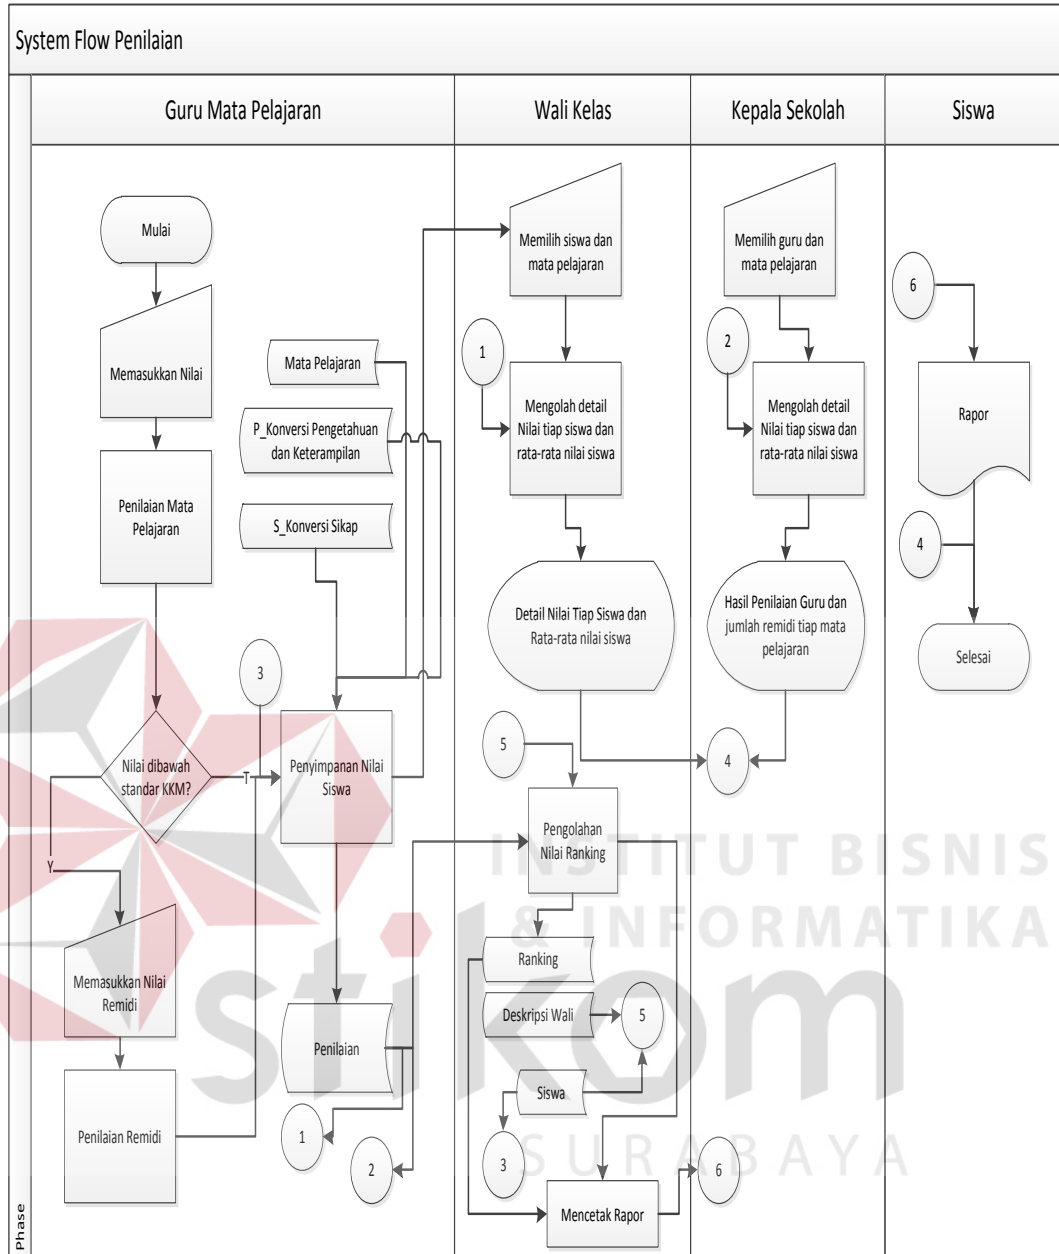 System Flow Penilaian
Guru Mata Pelajaran
Wali Kelas
Kepala Sekolah
Siswa
Phase
Mulai
Memasukkan Nilai
Penilaian Mata
Pelajaran
Nilai dibawah
standar KKM?
T
Y
Memasukkan Nilai
Remidi
Penilaian Remidi
Mata Pelajaran
P_Konversi Pengetahuan
dan Keterampilan
S_Konversi Sikap
3
Penyimpanan Nilai
Siswa
Penilaian
1
2
Memilih siswa dan
mata pelajaran
1
Mengolah detail
Nilai tiap siswa dan
rata-rata nilai siswa
Detail Nilai Tiap Siswa dan
Rata-rata nilai siswa
5
Pengolahan
Nilai Ranking
Ranking
Deskripsi Wali
5
Siswa
3
Mencetak Rapor
6
Memilih guru dan
mata pelajaran
2
Mengolah detail
Nilai tiap siswa dan
rata-rata nilai siswa
Hasil Penilaian Guru dan
jumlah remidi tiap mata
pelajaran
4
6
Rapor
4
Selesai
INSTITUT BISNIS
& INFORMATIKA
stikom
SURABAYA